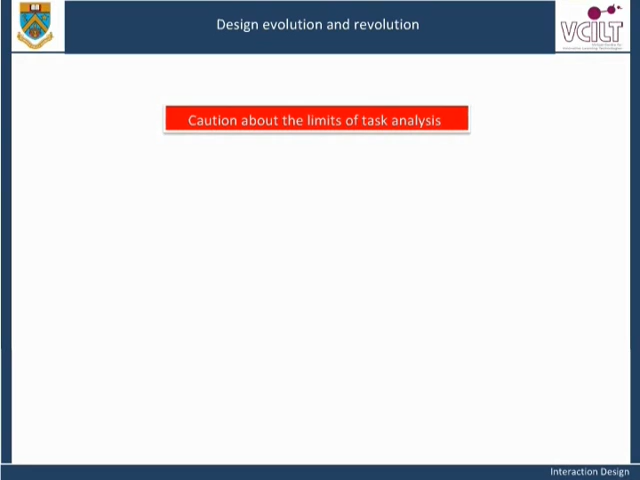 Design evolution and revolution
VCILT
Caution about the limits of task analysis
Interaction Design